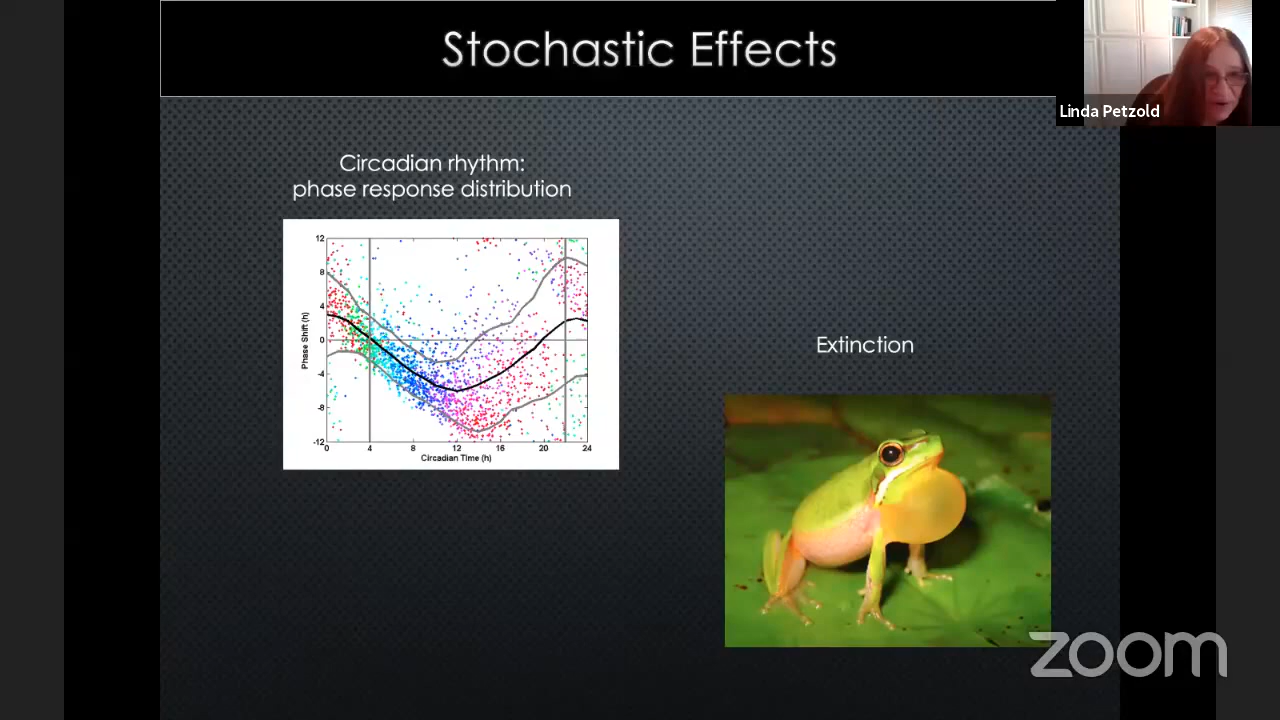 Stochastic Effects
Linda Petzold
Circadian rhythm:
phase response distribution
12
8
4
0
-4
-8
-12
Phase Shift (h)
0 4 8 12 16 20 24
Circadian Time (h)
Extinction
zoom